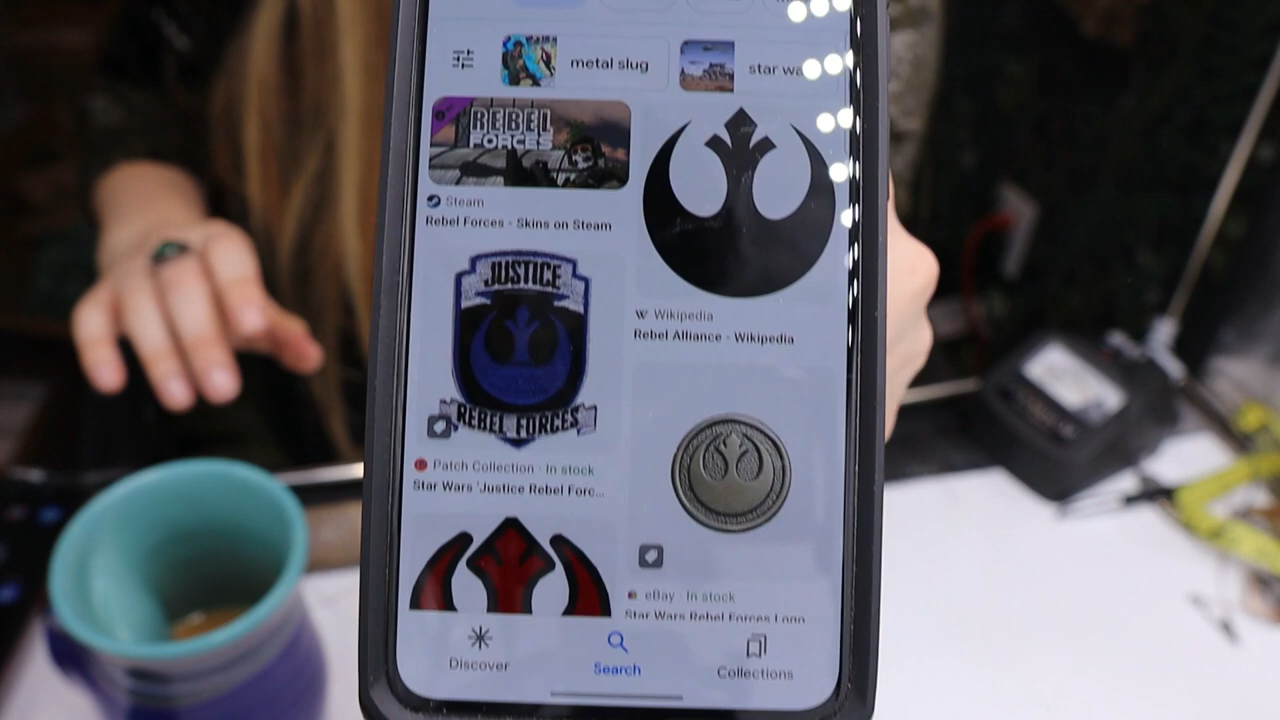 metal slug
star wa
REBEL
FORCES
Steam
Rebel Forces - Skins on Steam
W Wikipedia
Rebel Alliance - Wikipedia
JUSTICE
REBEL FORCES
Patch Collection · In stock
Star Wars 'Justice Rebel Forc...
eBay · In stock
Star Wars Rebel Forces Logo
Discover
Search
Collections